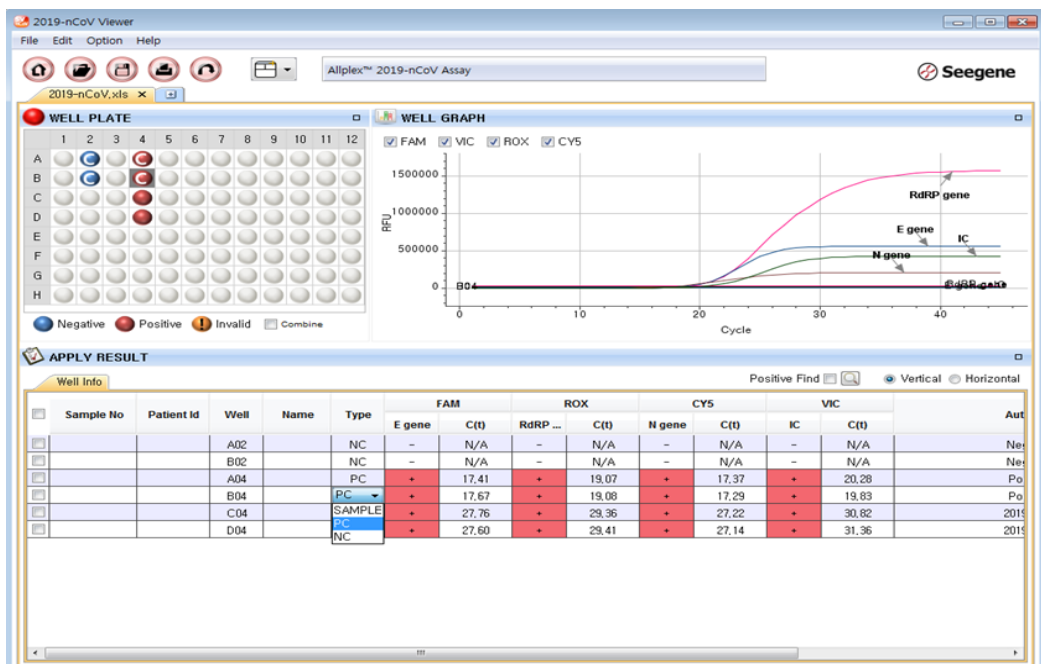 2019-nCoV Viewer
File Edit Option Help
Allplex™ 2019-nCoV Assay
Seegene
2019-nCoV.xls
WELL PLATE
1 2 3 4 5 6 7 8 9 10 11 12
A
B
C
D
E
F
G
H
Negative Positive Invalid Combine
WELL GRAPH
FAM VIC ROX CY5
1500000
1000000
500000
0
RFU
RdRP gene
E gene
IC
N gene
B04
0 10 20 30 40
Cycle
APPLY RESULT
Well Info
Positive Find Vertical Horizontal
Sample No Patient Id Well Name Type FAM ROX CY5 VIC Aut
E gene C(t) RdRP ... C(t) N gene C(t) IC C(t)
A02 NC - N/A - N/A - N/A - N/A Neg
B02 NC - N/A - N/A - N/A - N/A Neg
A04 PC + 17,41 + 19,07 + 17,37 + 20,28 Po
B04 PC + 17,67 + 19,08 + 17,29 + 19,83 Po
C04 + 27,76 + 29,36 + 27,22 + 30,82 2019
D04 + 27,60 + 29,41 + 27,14 + 31,36 2019
SAMPLE
PC
NC